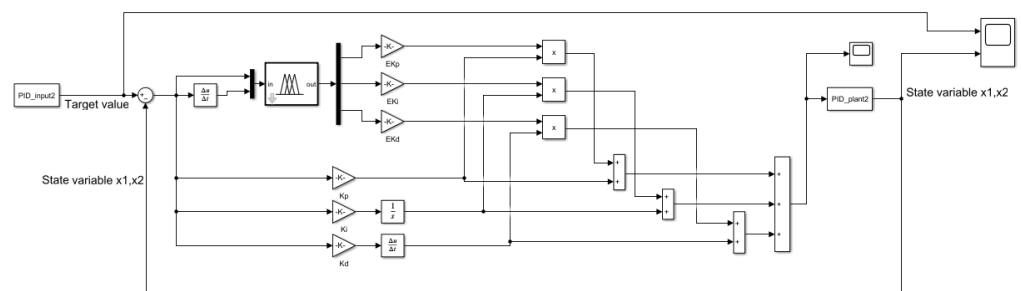 PID_input2
Target value
+
-
Δu
Δt
in
out
-K-
EKp
-K-
EKi
-K-
EKd
x
x
x
State variable x1,x2
-K-
Kp
-K-
Ki
1
s
-K-
Kd
Δu
Δt
+
+
+
+
+
+
+
+
+
PID_plant2
State variable x1,x2